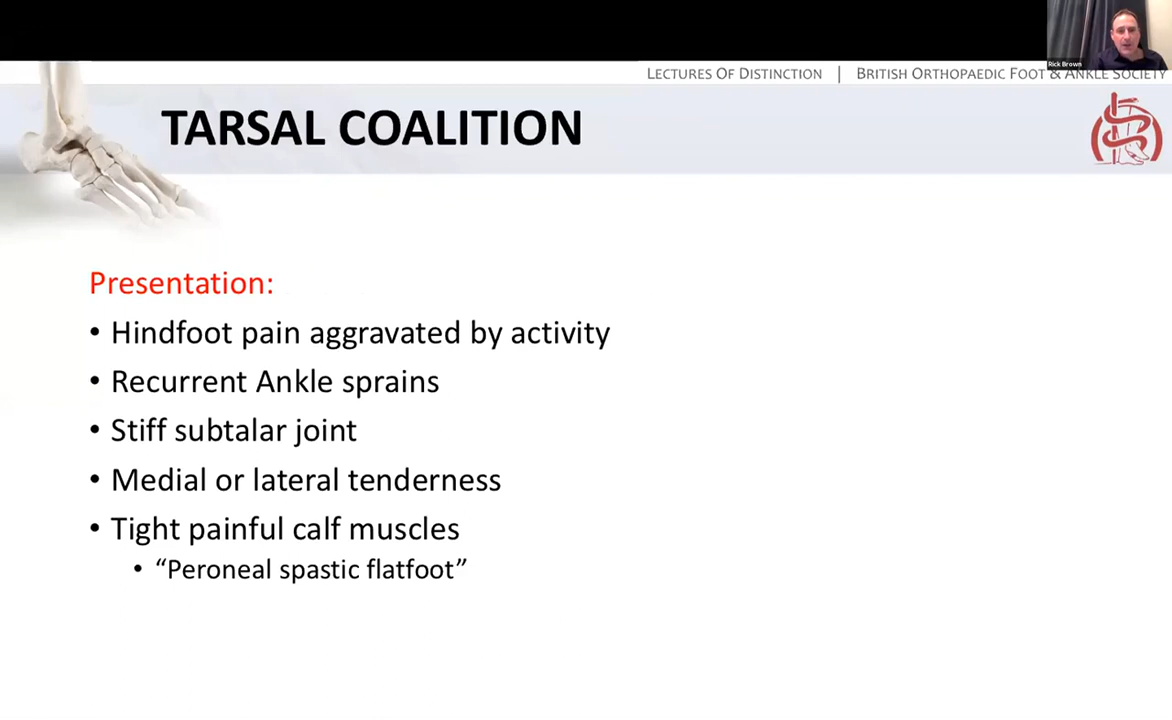 Rick Brown
LECTURES OF DISTINCTION | BRITISH ORTHOPAEDIC FOOT & ANKLE SOCIETY
TARSAL COALITION
Presentation:
• Hindfoot pain aggravated by activity
• Recurrent Ankle sprains
• Stiff subtalar joint
• Medial or lateral tenderness
• Tight painful calf muscles
• “Peroneal spastic flatfoot”